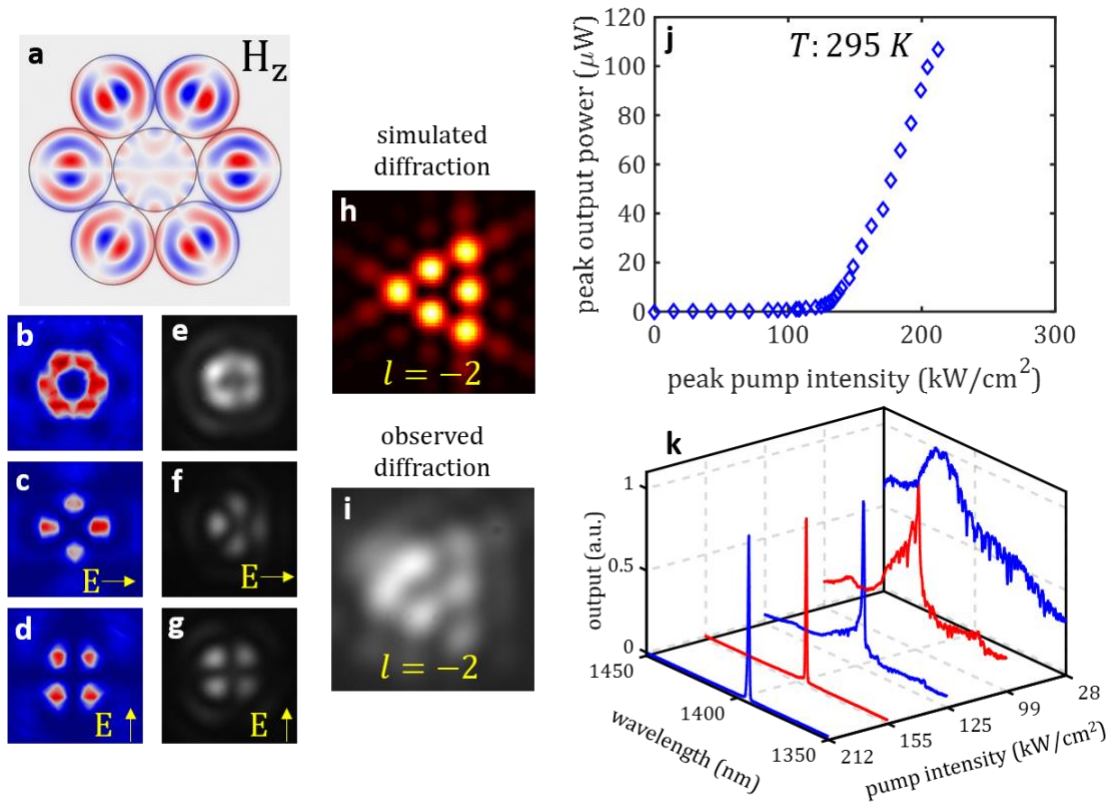 a
H_z
b
e
c
E→
f
E→
d
E↑
g
E↑
simulated
diffraction
h
l = −2
observed
diffraction
i
l = −2
j
T: 295 K
120
100
80
60
40
20
0
peak output power (μW)
0 100 200 300
peak pump intensity (kW/cm²)
k
1
0.5
0
output (a.u.)
1450
1400
1350
wavelength (nm)
212
155
125
99
28
pump intensity (kW/cm²)